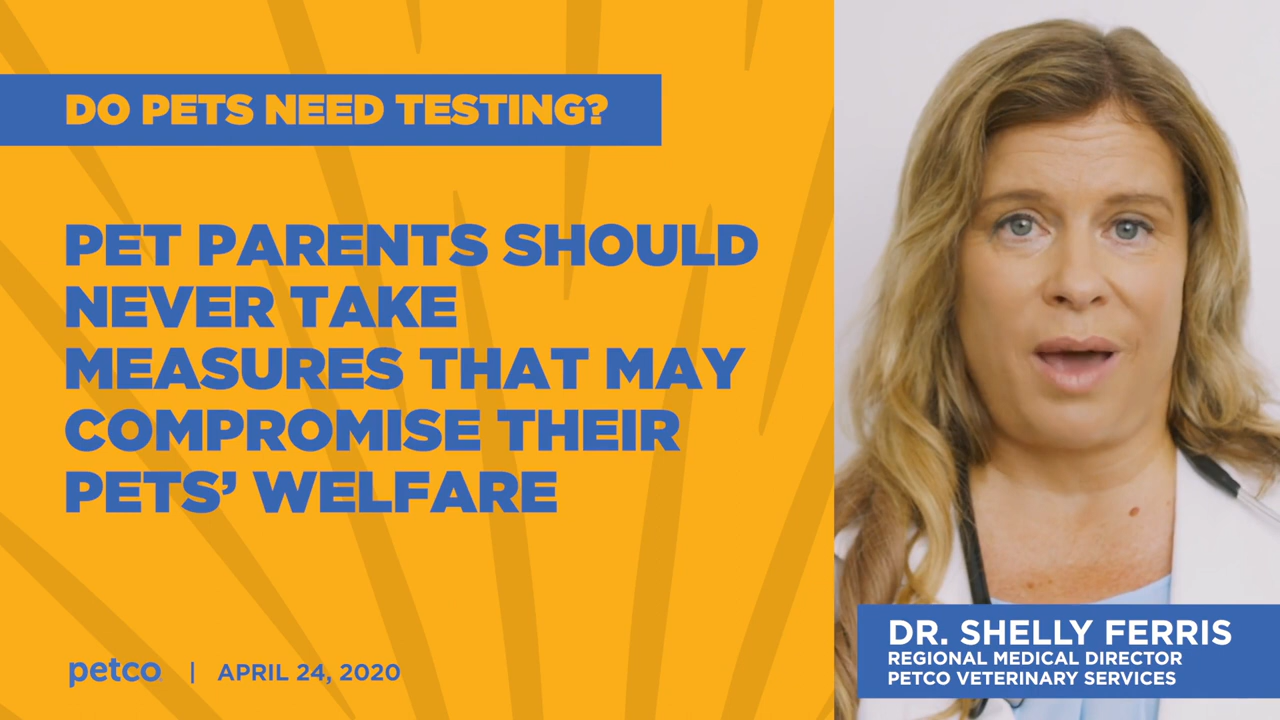 DO PETS NEED TESTING?
PET PARENTS SHOULD
NEVER TAKE
MEASURES THAT MAY
COMPROMISE THEIR
PETS’ WELFARE
petco | APRIL 24, 2020
DR. SHELLY FERRIS
REGIONAL MEDICAL DIRECTOR
PETCO VETERINARY SERVICES